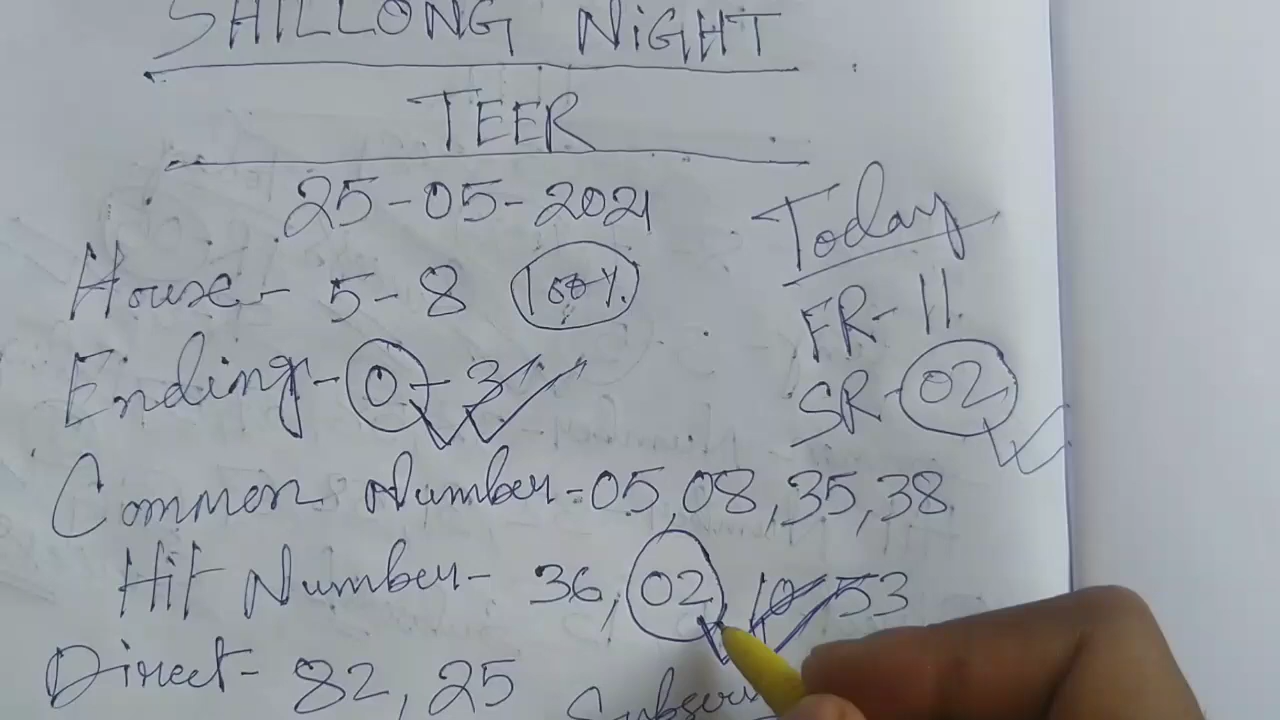 SHILLONG NiGHT
TEER
25-05-2021
House- 5-8 100%.
Ending- 0-3
Common Number-05,08,35,38
Hit Number- 36, 02, 10, 53
Direct- 82, 25
Today
FR- 11
SR- 02